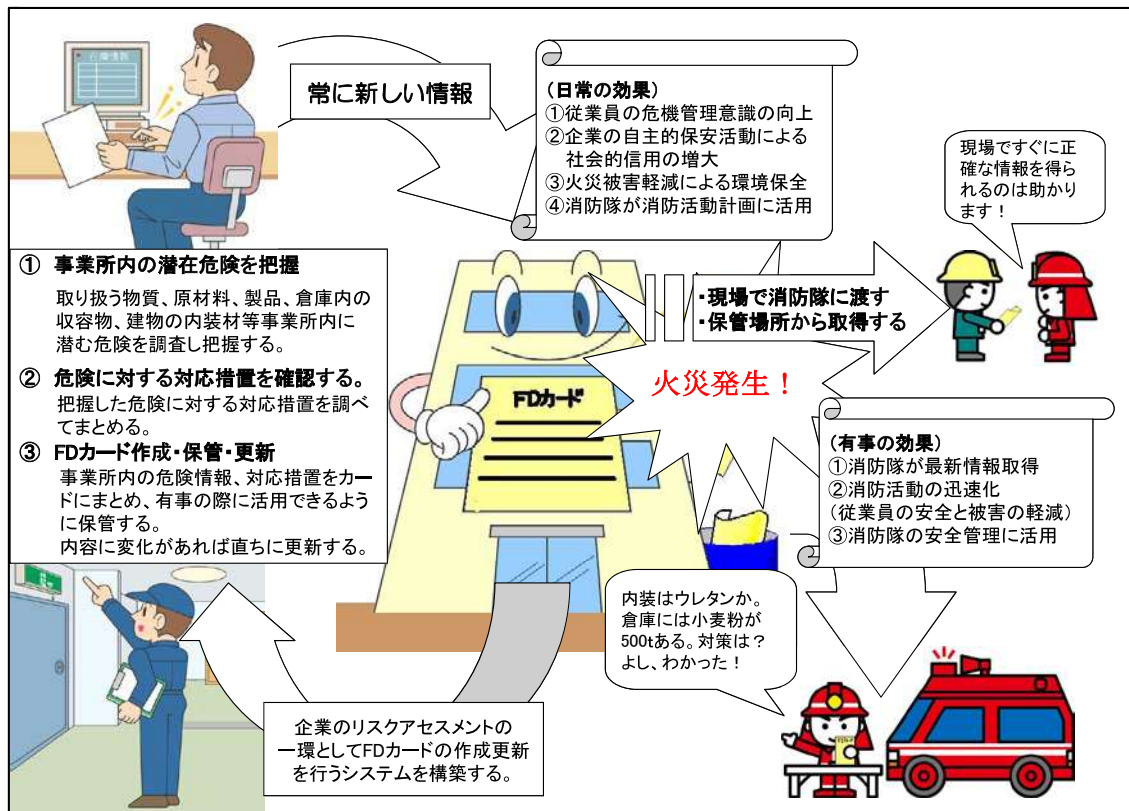 在庫情報
常に新しい情報
(日常の効果)
①従業員の危機管理意識の向上
②企業の自主的保安活動による
社会的信用の増大
③火災被害軽減による環境保全
④消防隊が消防活動計画に活用
現場ですぐに正
確な情報を得ら
れるのは助かり
ます！
① 事業所内の潜在危険を把握
取り扱う物質、原材料、製品、倉庫内の
収容物、建物の内装材等事業所内に
潜む危険を調査し把握する。
② 危険に対する対応措置を確認する。
把握した危険に対する対応措置を調べ
てまとめる。
③ FDカード作成・保管・更新
事業所内の危険情報、対応措置をカー
ドにまとめ、有事の際に活用できるよう
に保管する。
内容に変化があれば直ちに更新する。
・現場で消防隊に渡す
・保管場所から取得する
火災発生！
FDカード
(有事の効果)
①消防隊が最新情報取得
②消防活動の迅速化
(従業員の安全と被害の軽減)
③消防隊の安全管理に活用
内装はウレタンか。
倉庫には小麦粉が
500tある。対策は？
よし、わかった！
企業のリスクアセスメントの
一環としてFDカードの作成更新
を行うシステムを構築する。